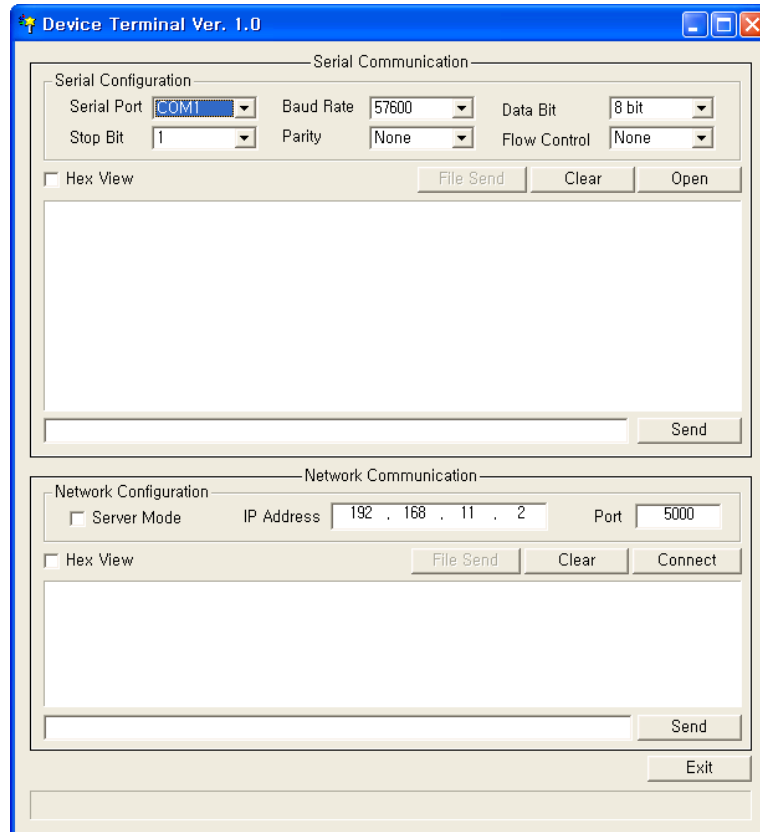 Device Terminal Ver. 1.0
Serial Communication
Serial Configuration
Serial Port COM1 Baud Rate 57600 Data Bit 8 bit
Stop Bit 1 Parity None Flow Control None
Hex View File Send Clear Open
Send
Network Communication
Network Configuration
Server Mode IP Address 192 . 168 . 11 . 2 Port 5000
Hex View File Send Clear Connect
Send
Exit